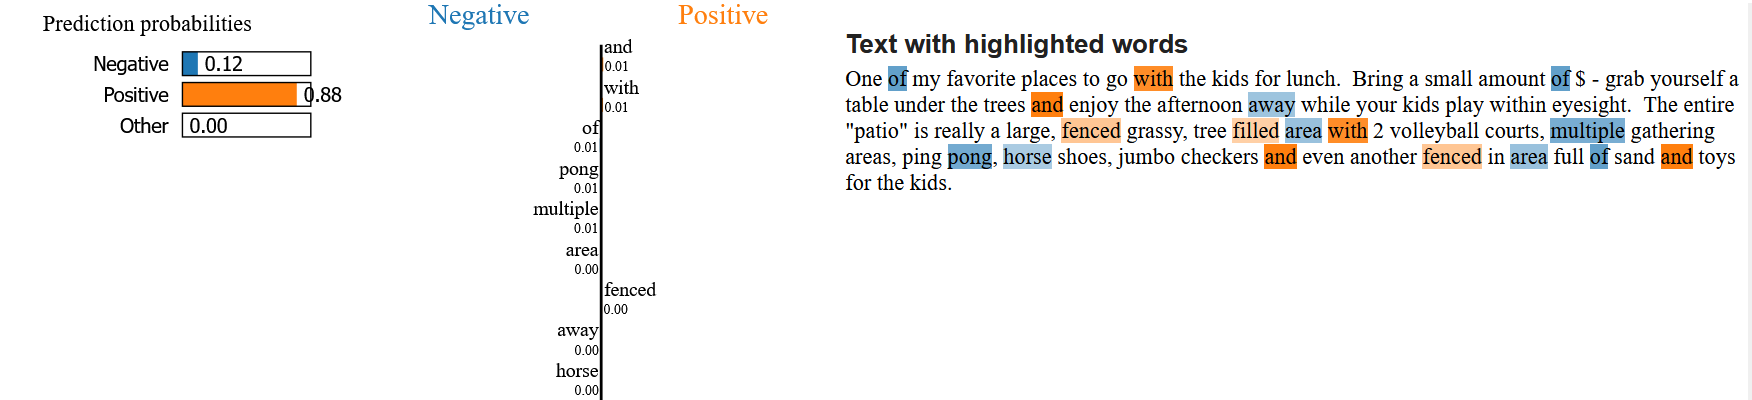 Prediction probabilities
Negative 0.12
Positive 0.88
Other 0.00
Negative Positive
and
0.01
with
0.01
of
0.01
pong
0.01
multiple
0.01
area
0.00
fenced
0.00
away
0.00
horse
0.00
Text with highlighted words
One of my favorite places to go with the kids for lunch.  Bring a small amount of $ - grab yourself a
table under the trees and enjoy the afternoon away while your kids play within eyesight.  The entire
"patio" is really a large, fenced grassy, tree filled area with 2 volleyball courts, multiple gathering
areas, ping pong, horse shoes, jumbo checkers and even another fenced in area full of sand and toys
for the kids.